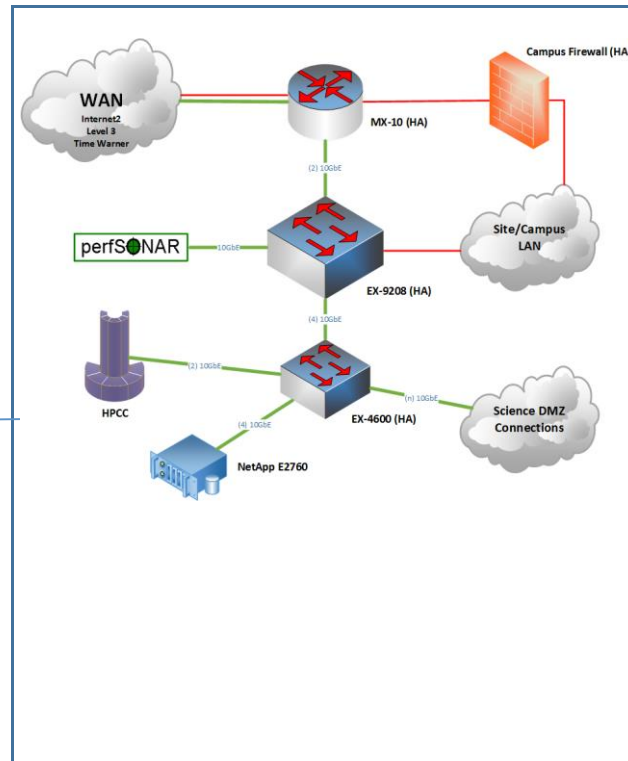 Campus Firewall (HA
WAN
Internet2
Level 3
Time Warner
MX-10 (HA)
(2) 10GbE
Site/Campus
LAN
perfSONAR
10GbE
EX-9208 (HA)
(4) 10GbE
(2) 10GbE
HPCC
(n) 10GbE
EX-4600 (HA)
Science DMZ
Connections
(4) 10GbE
NetApp E2760